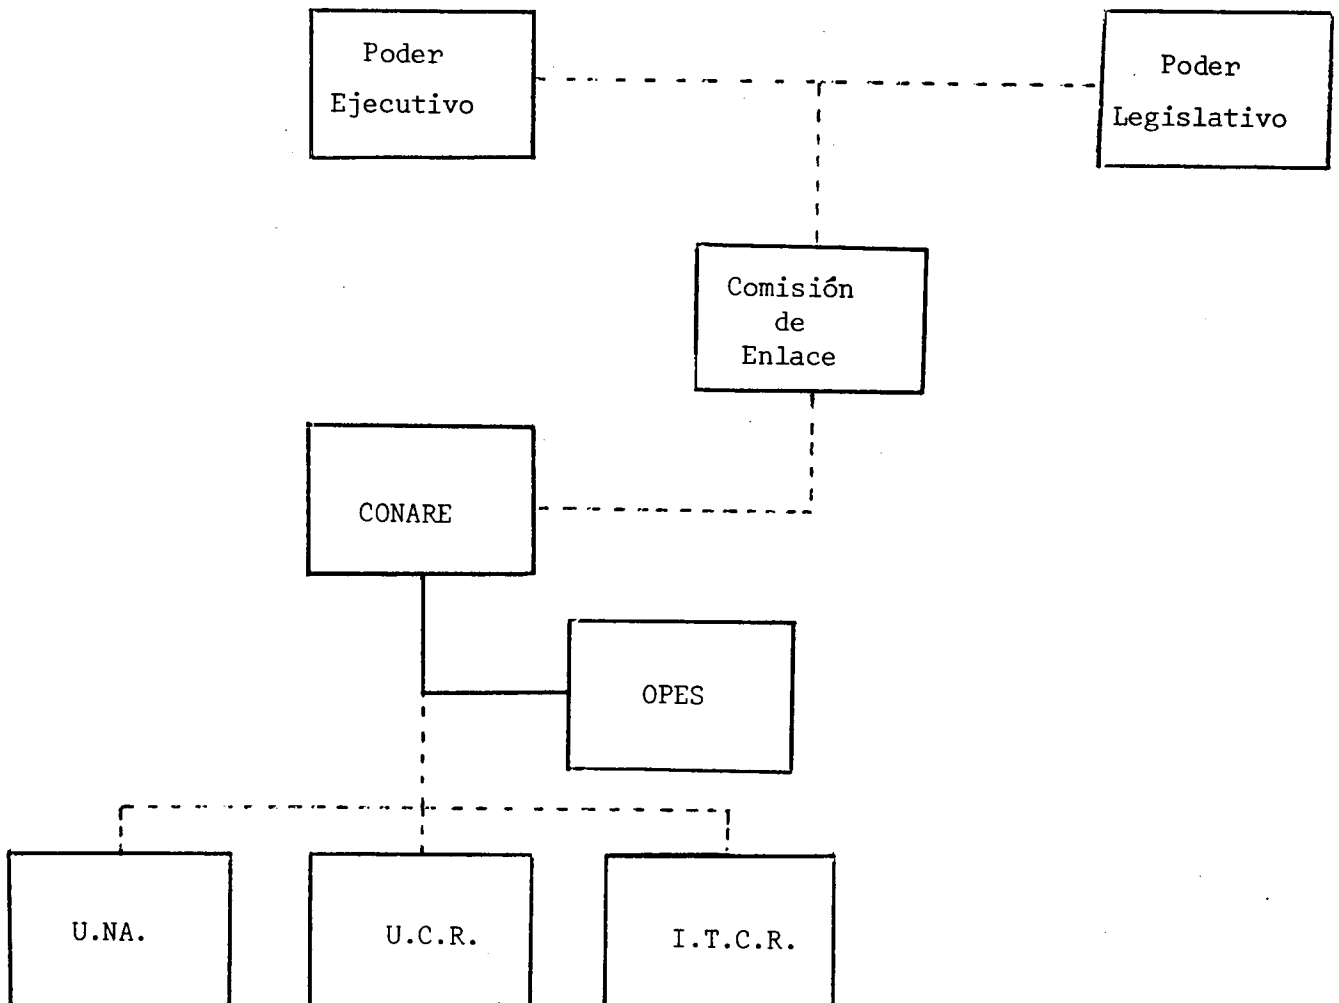 Poder
Ejecutivo
Poder
Legislativo
Comisión
de
Enlace
CONARE
OPES
U.NA.
U.C.R.
I.T.C.R.